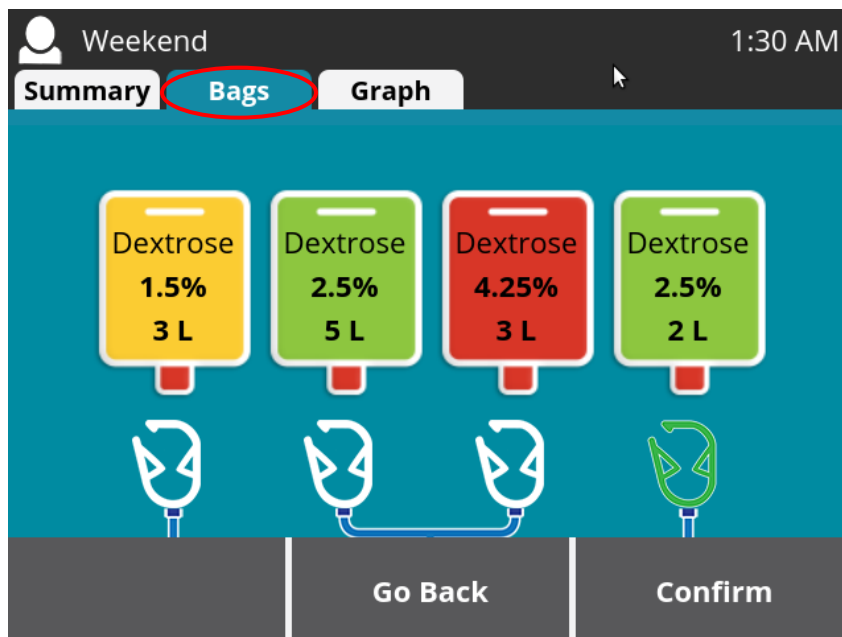 Weekend 1:30 AM
Summary Bags Graph
Dextrose Dextrose Dextrose Dextrose
1.5% 2.5% 4.25% 2.5%
3 L 5 L 3 L 2 L
Go Back Confirm